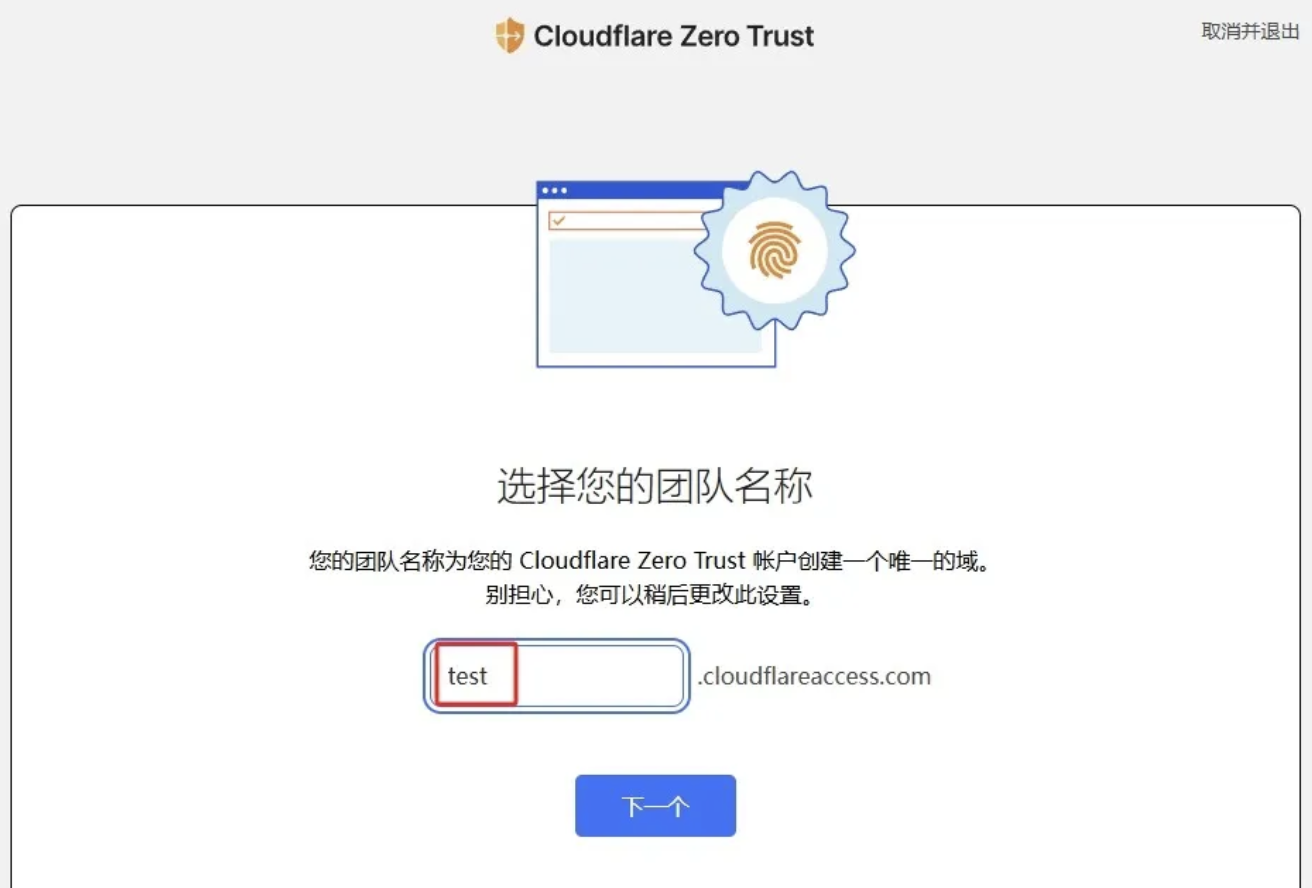 Cloudflare Zero Trust
取消并退出
选择您的团队名称
您的团队名称为您的 Cloudflare Zero Trust 帐户创建一个唯一的域。
别担心，您可以稍后更改此设置。
test .cloudflareaccess.com
下一个